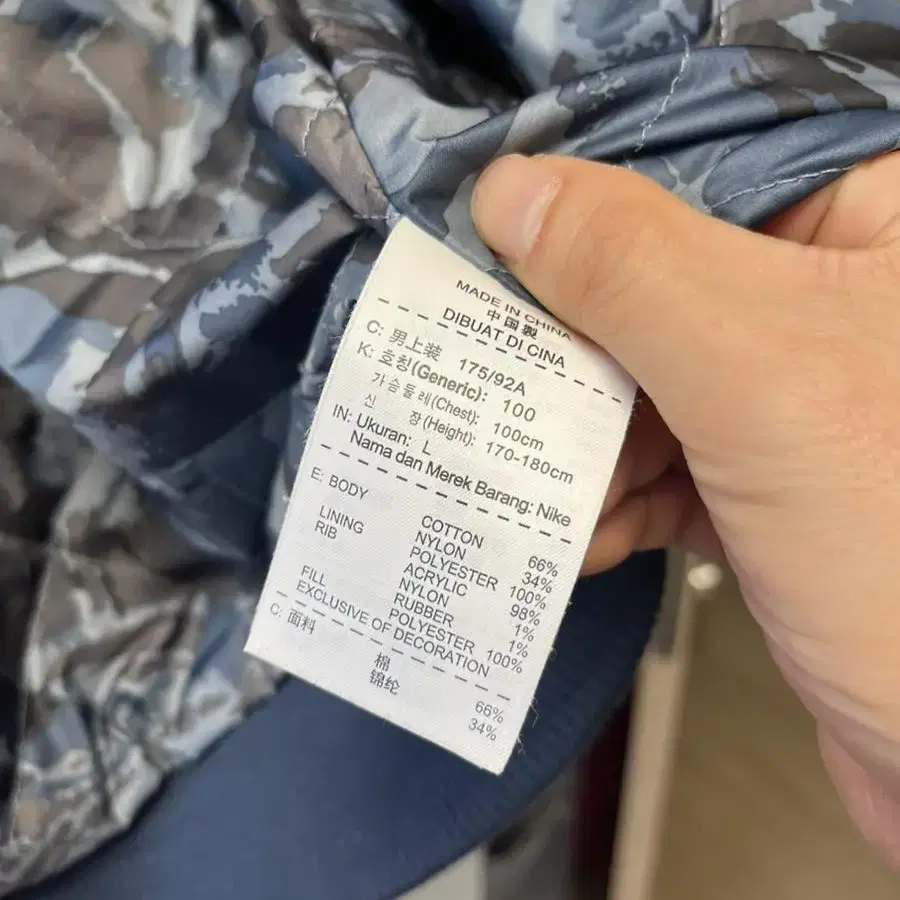 MADE IN CHINA
中国製
DIBUAT DI CINA
C: 男上装 175/92A
K: 호칭(Generic): 100
가슴둘레(Chest): 100cm
신 장(Height): 170-180cm
IN: Ukuran: L
Nama dan Merek Barang: Nike
E: BODY COTTON 66%
NYLON 34%
LINING POLYESTER 100%
RIB ACRYLIC 98%
NYLON 1%
RUBBER 1%
FILL POLYESTER 100%
EXCLUSIVE OF DECORATION
C: 面料 棉 66%
锦纶 34%